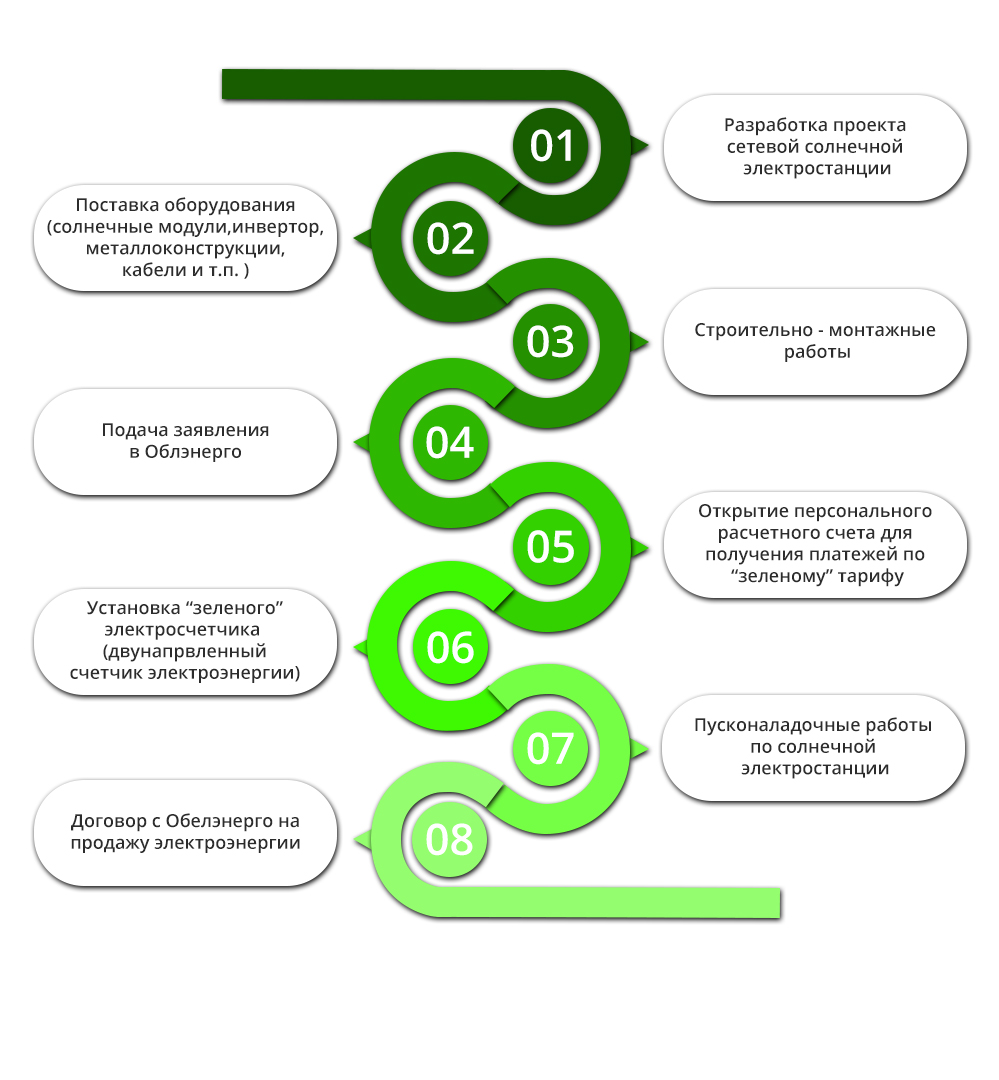 01
Разработка проекта
сетевой солнечной
электростанции
02
Поставка оборудования
(солнечные модули,инвертор,
металлоконструкции,
кабели и т.п. )
03
Строительно - монтажные
работы
04
Подача заявления
в Облэнерго
05
Открытие персонального
расчетного счета для
получения платежей по
“зеленому” тарифу
06
Установка “зеленого”
электросчетчика
(двунапрвленный
счетчик электроэнергии)
07
Пусконаладочные работы
по солнечной
электростанции
08
Договор с Обелэнерго на
продажу электроэнергии